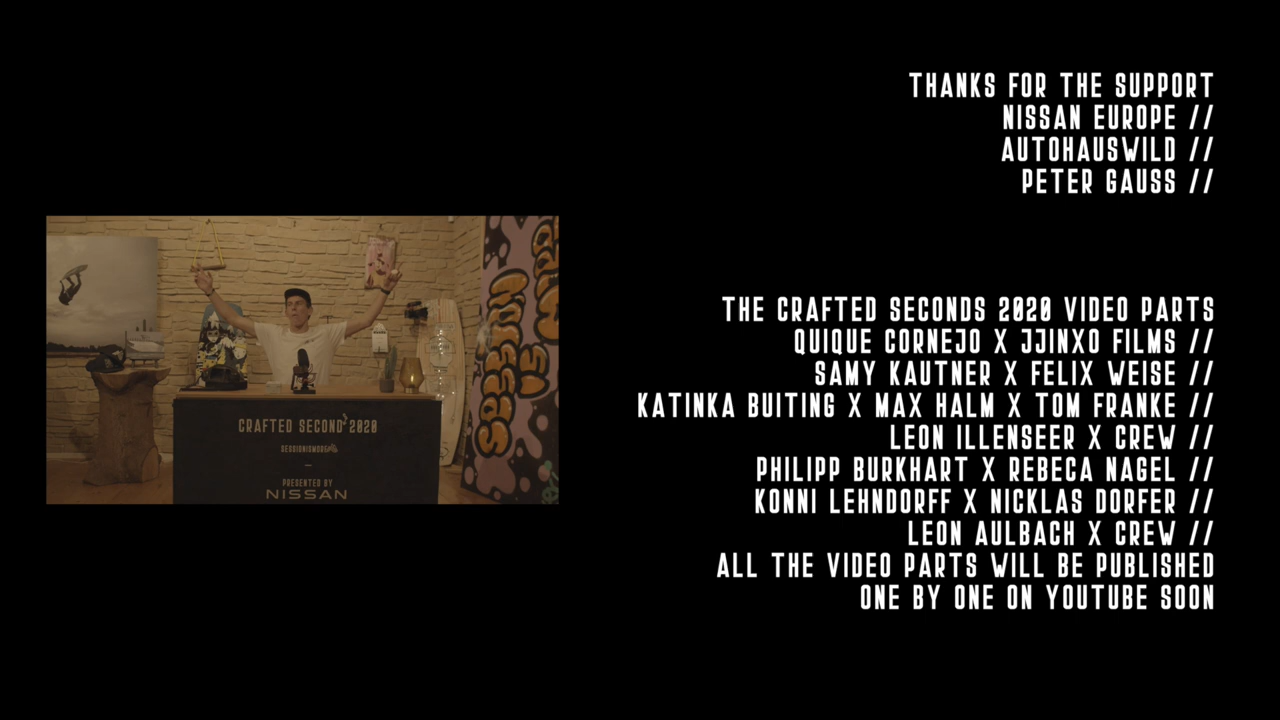 THANKS FOR THE SUPPORT
NISSAN EUROPE //
AUTOHAUSWILD //
PETER GAUSS //
THE CRAFTED SECONDS 2020 VIDEO PARTS
QUIQUE CORNEJO X JJINXO FILMS //
SAMY KAUTNER X FELIX WEISE //
KATINKA BUITING X MAX HALM X TOM FRANKE //
LEON ILLENSEER X CREW //
PHILIPP BURKHART X REBECA NAGEL //
KONNI LEHNDORFF X NICKLAS DORFER //
LEON AULBACH X CREW //
ALL THE VIDEO PARTS WILL BE PUBLISHED
ONE BY ONE ON YOUTUBE SOON
CRAFTED SECOND 2020
PRESENTED BY
NISSAN
SESSION
IS